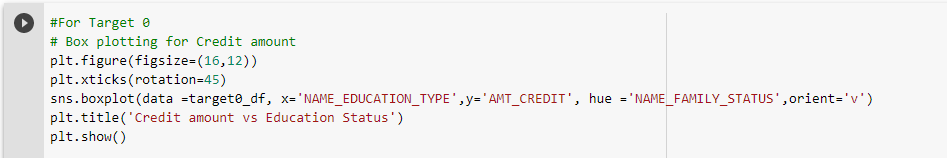 #For Target 0
# Box plotting for Credit amount
plt.figure(figsize=(16,12))
plt.xticks(rotation=45)
sns.boxplot(data =target0_df, x='NAME_EDUCATION_TYPE',y='AMT_CREDIT', hue ='NAME_FAMILY_STATUS',orient='v')
plt.title('Credit amount vs Education Status')
plt.show()